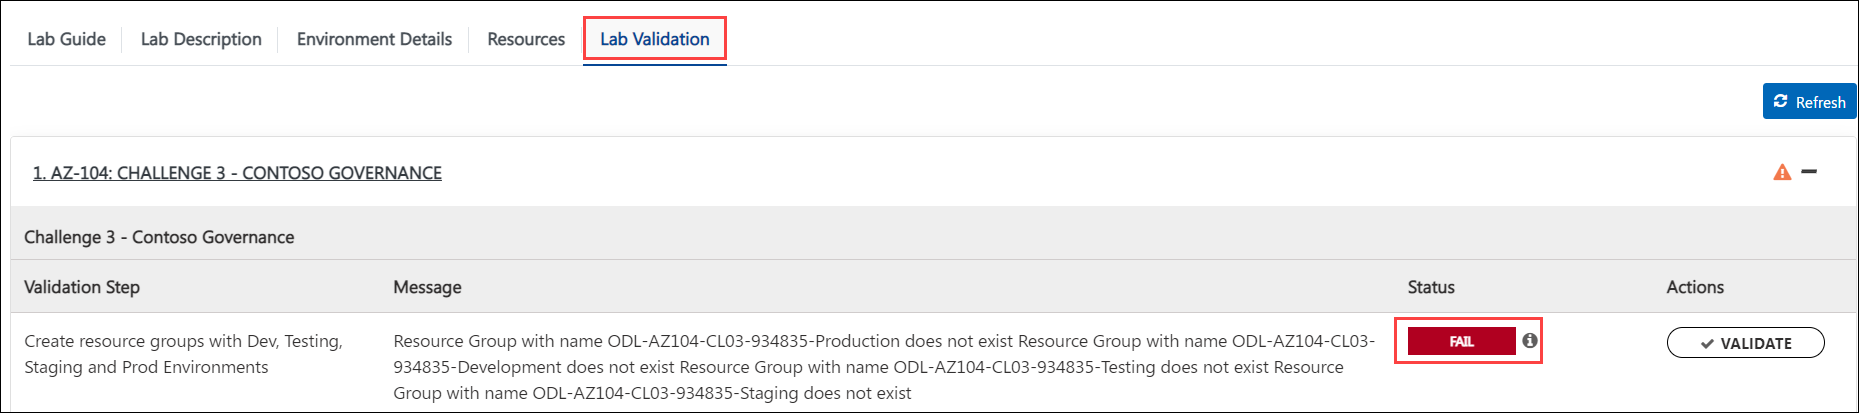 Lab Guide Lab Description Environment Details Resources Lab Validation
Refresh
1. AZ-104: CHALLENGE 3 - CONTOSO GOVERNANCE
Challenge 3 - Contoso Governance
Validation Step Message Status Actions
Create resource groups with Dev, Testing,
Staging and Prod Environments
Resource Group with name ODL-AZ104-CL03-934835-Production does not exist Resource Group with name ODL-AZ104-CL03-
934835-Development does not exist Resource Group with name ODL-AZ104-CL03-934835-Testing does not exist Resource
Group with name ODL-AZ104-CL03-934835-Staging does not exist
FAIL
VALIDATE